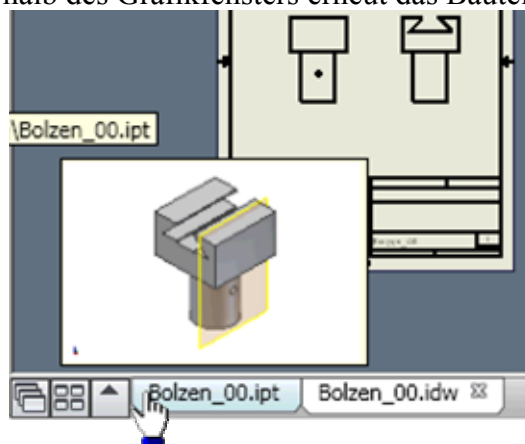 halb des Grafikfensters erneut das Bauteil
\Bolzen_00.ipt
Bolzen_00.ipt
Bolzen_00.idw